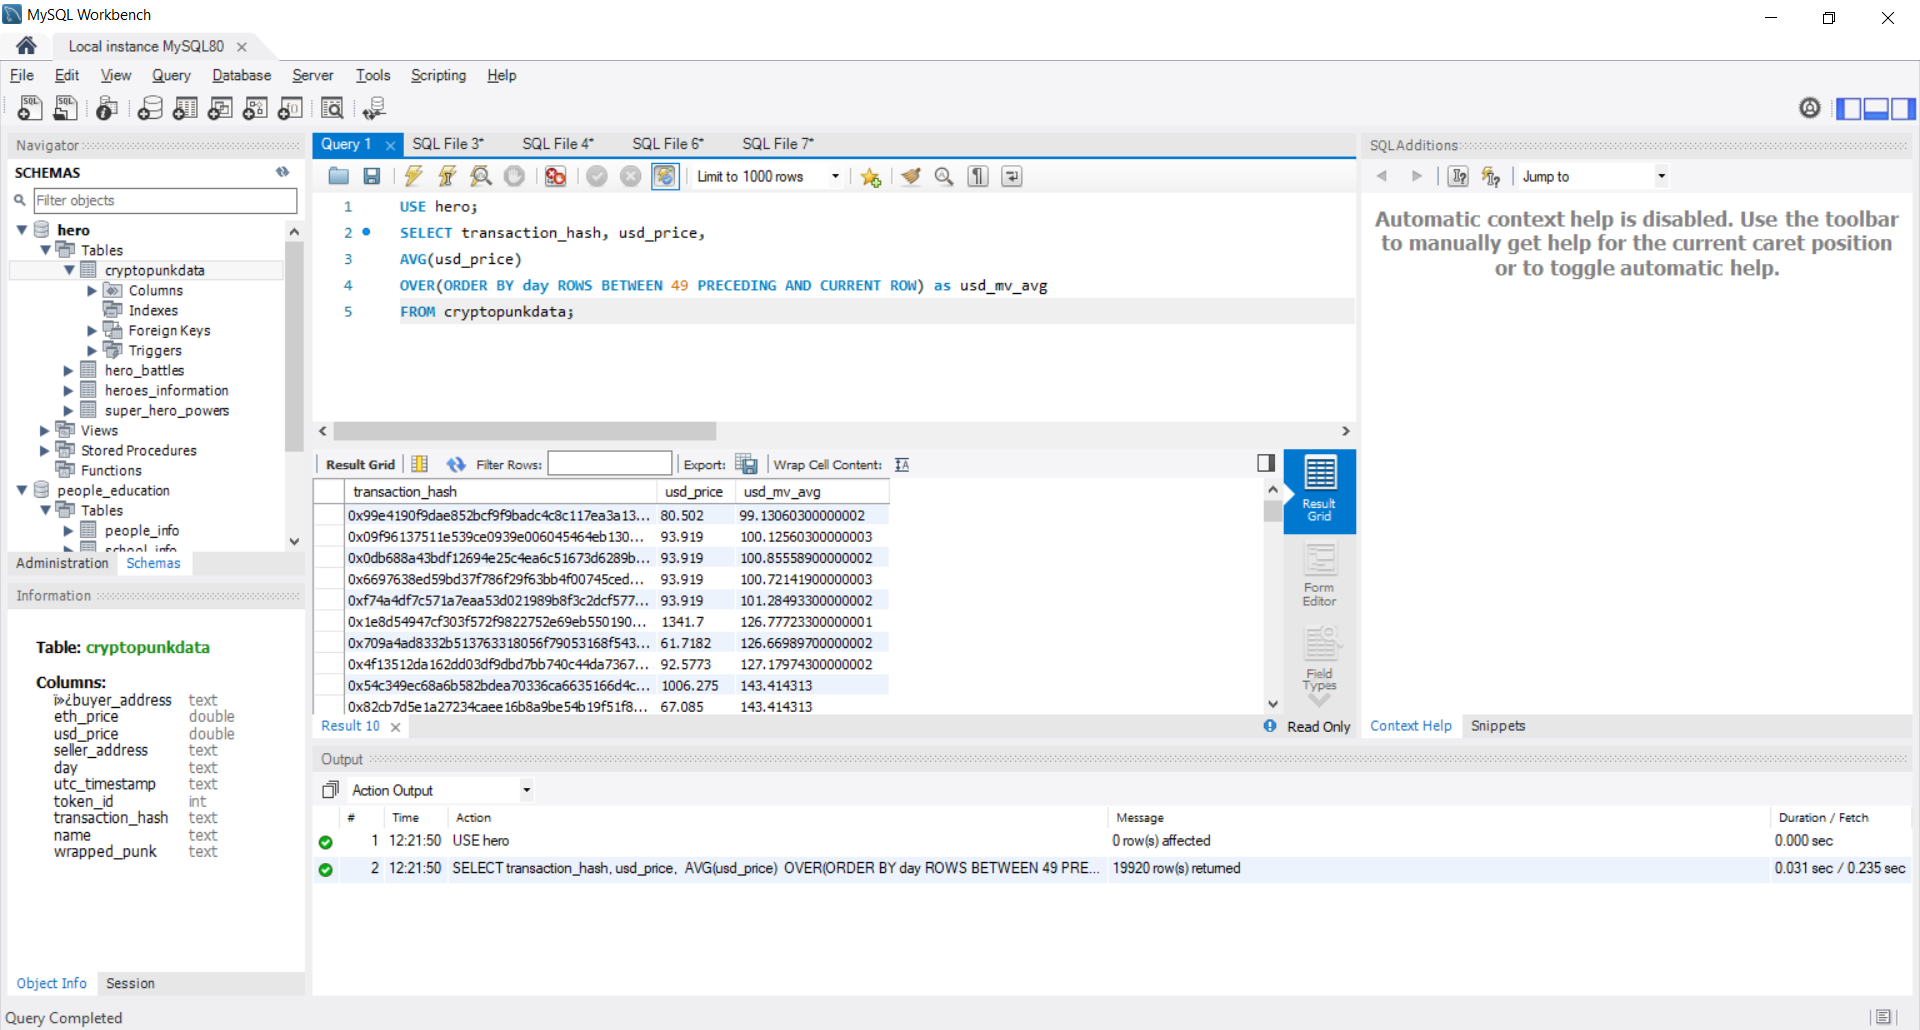 MySQL Workbench
Local instance MySQL80
File Edit View Query Database Server Tools Scripting Help
Navigator
SCHEMAS
Filter objects
hero
Tables
cryptopunkdata
Columns
Indexes
Foreign Keys
Triggers
hero_battles
heroes_information
super_hero_powers
Views
Stored Procedures
Functions
people_education
Tables
people_info
school_info
Administration Schemas
Information
Table: cryptopunkdata
Columns:
ï»¿buyer_address text
eth_price double
usd_price double
seller_address text
day text
utc_timestamp text
token_id int
transaction_hash text
name text
wrapped_punk text
Object Info Session
Query Completed
Query 1 SQL File 3* SQL File 4* SQL File 6* SQL File 7*
Limit to 1000 rows
1 USE hero;
2 SELECT transaction_hash, usd_price,
3 AVG(usd_price)
4 OVER(ORDER BY day ROWS BETWEEN 49 PRECEDING AND CURRENT ROW) as usd_mv_avg
5 FROM cryptopunkdata;
Result Grid Filter Rows: Export: Wrap Cell Content:
transaction_hash usd_price usd_mv_avg
0x99e4190f9dae852bcf9f9badc4c8c117ea3a13... 80.502 99.13060300000002
0x09f96137511e539ce0939e006045464eb130... 93.919 100.12560300000003
0x0db688a43bdf12694e25c4ea6c51673d6289b... 93.919 100.85558900000002
0x6697638ed59bd37f786f29f63bb4f00745ced... 93.919 100.72141900000003
0xf74a4df7c571a7eaa53d021989b8f3c2dcf577... 93.919 101.28493300000002
0x1e8d54947cf303f572f9822752e69eb550190... 1341.7 126.77723300000001
0x709a4ad8332b513763318056f79053168f543... 61.7182 126.66989700000002
0x4f13512da162dd03df9dbd7bb740c44da7367... 92.5773 127.17974300000002
0x54c349ec68a6b582bdea70336ca6635166d4c... 1006.275 143.414313
0x82cb7d5e1a27234caee16b8a9be54b19f51f8... 67.085 143.414313
Result Grid
Form Editor
Field Types
Result 10
Read Only
SQLAdditions
Jump to
Automatic context help is disabled. Use the toolbar
to manually get help for the current caret position
or to toggle automatic help.
Context Help Snippets
Output
Action Output
# Time Action Message Duration / Fetch
1 12:21:50 USE hero 0 row(s) affected 0.000 sec
2 12:21:50 SELECT transaction_hash, usd_price, AVG(usd_price) OVER(ORDER BY day ROWS BETWEEN 49 PRE... 19920 row(s) returned 0.031 sec / 0.235 sec